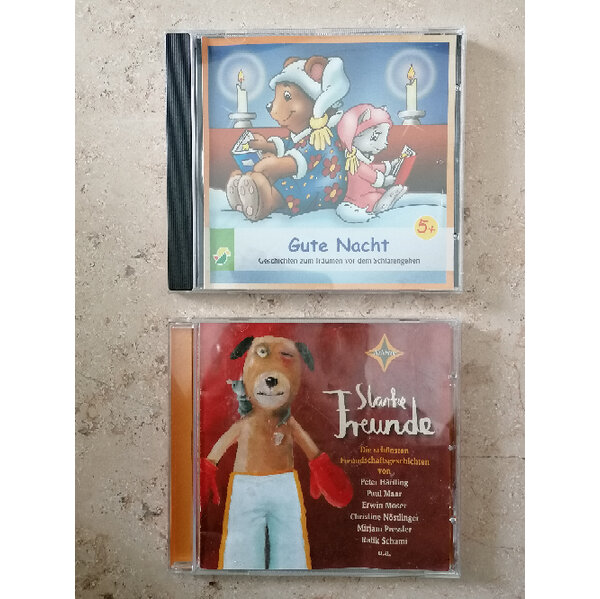 5+
Gute Nacht
Geschichten zum Träumen vor dem Schlafengehen
Starke
Freunde
Die schönsten
Freundschaftsgeschichten
von
Peter Härtling
Paul Maar
Erwin Moser
Christine Nöstlinger
Mirjam Pressler
Rafik Schami
u.a.